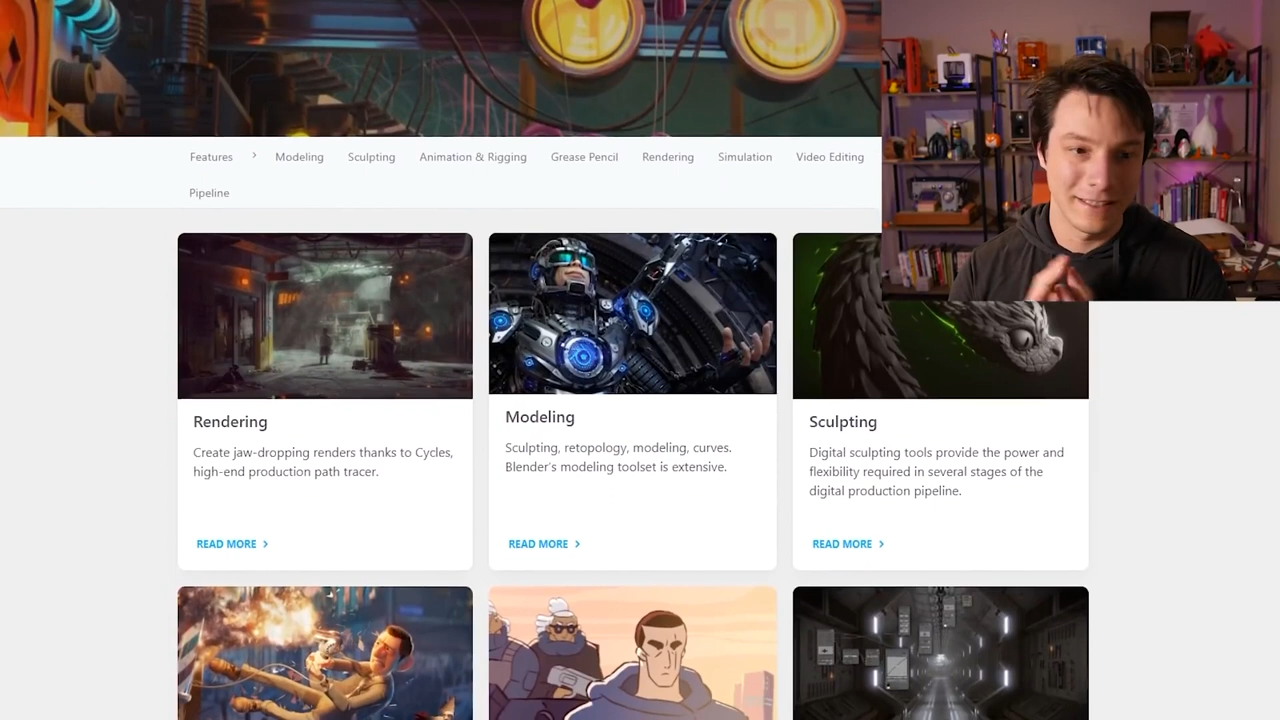 Features > Modeling Sculpting Animation & Rigging Grease Pencil Rendering Simulation Video Editing
Pipeline
Rendering
Create jaw-dropping renders thanks to Cycles,
high-end production path tracer.
READ MORE >
Modeling
Sculpting, retopology, modeling, curves.
Blender's modeling toolset is extensive.
READ MORE >
Sculpting
Digital sculpting tools provide the power and
flexibility required in several stages of the
digital production pipeline.
READ MORE >